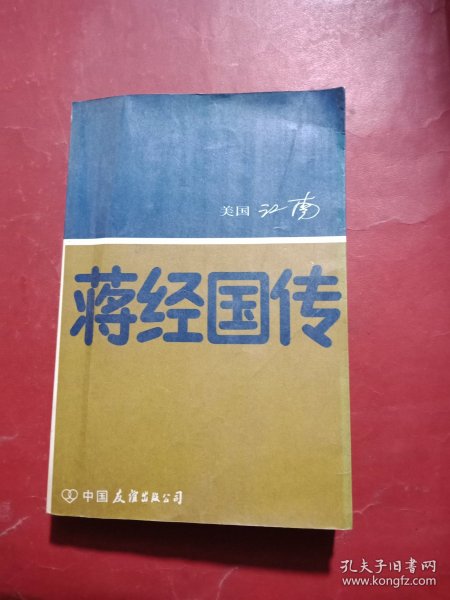 美国 江南
蒋经国传
中国友谊出版公司
孔夫子旧书网
www.kongfz.com